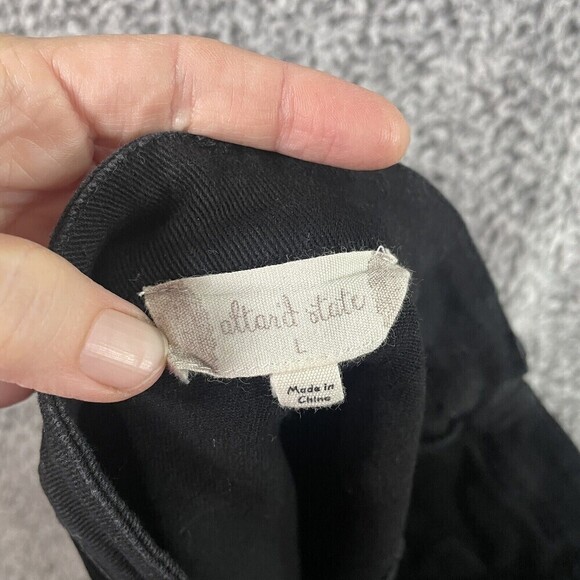 altar'd state
L
Made in
China